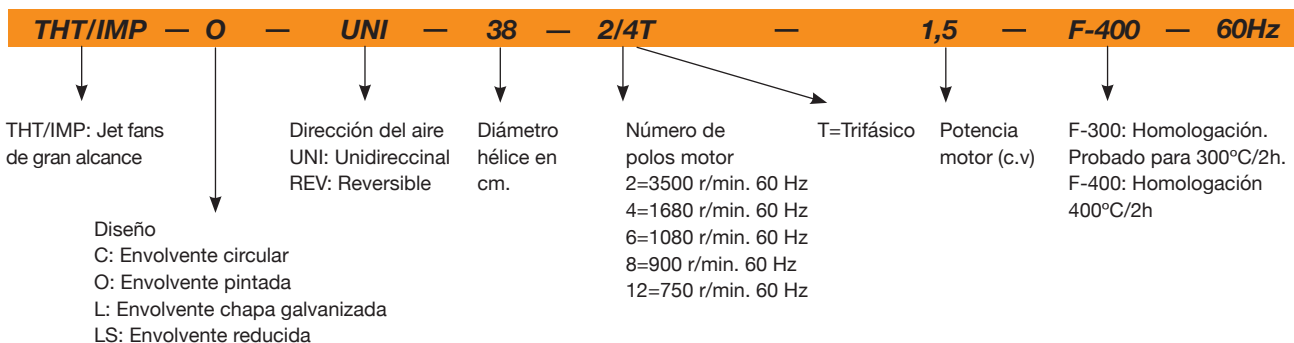 THT/IMP — O — UNI — 38 — 2/4T — 1,5 — F-400 — 60Hz
THT/IMP: Jet fans
de gran alcance
Diseño
C: Envolvente circular
O: Envolvente pintada
L: Envolvente chapa galvanizada
LS: Envolvente reducida
Dirección del aire
UNI: Unidireccinal
REV: Reversible
Diámetro
hélice en
cm.
Número de
polos motor
2=3500 r/min. 60 Hz
4=1680 r/min. 60 Hz
6=1080 r/min. 60 Hz
8=900 r/min. 60 Hz
12=750 r/min. 60 Hz
T=Trifásico
Potencia
motor (c.v)
F-300: Homologación.
Probado para 300ºC/2h.
F-400: Homologación
400ºC/2h